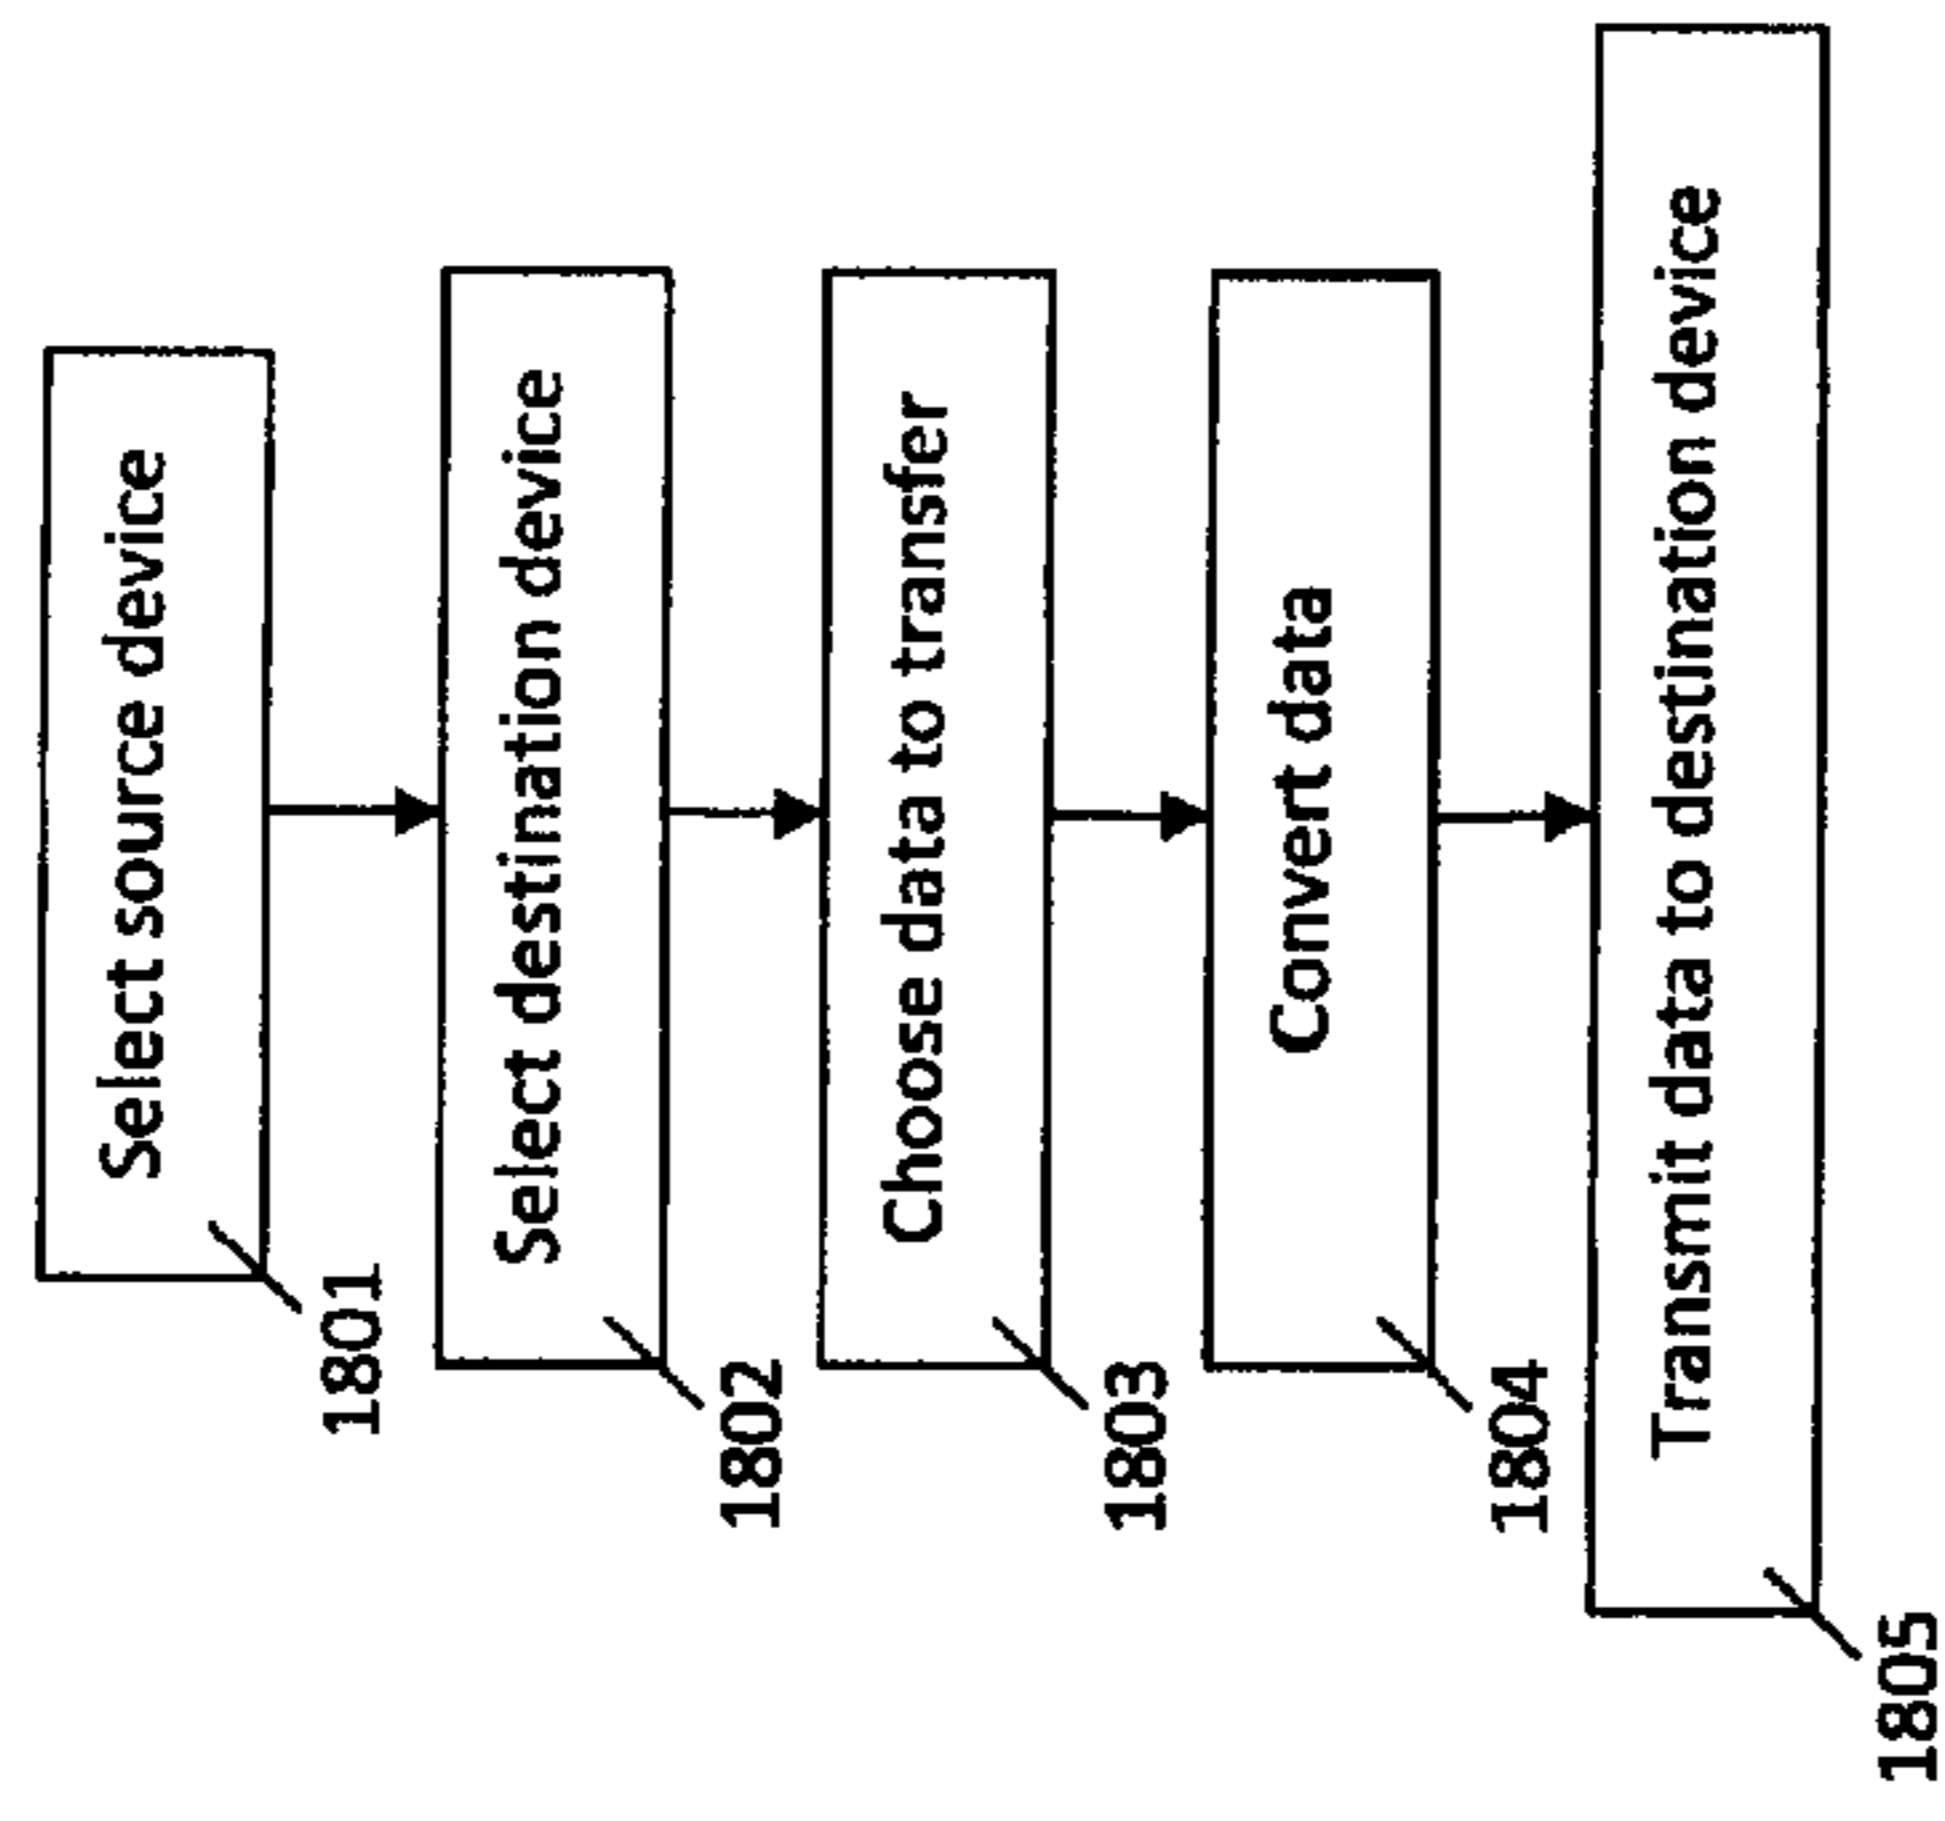 Select source device
1801
Select destination device
1802
Choose data to transfer
1803
Convert data
1804
Transmit data to destination device
1805